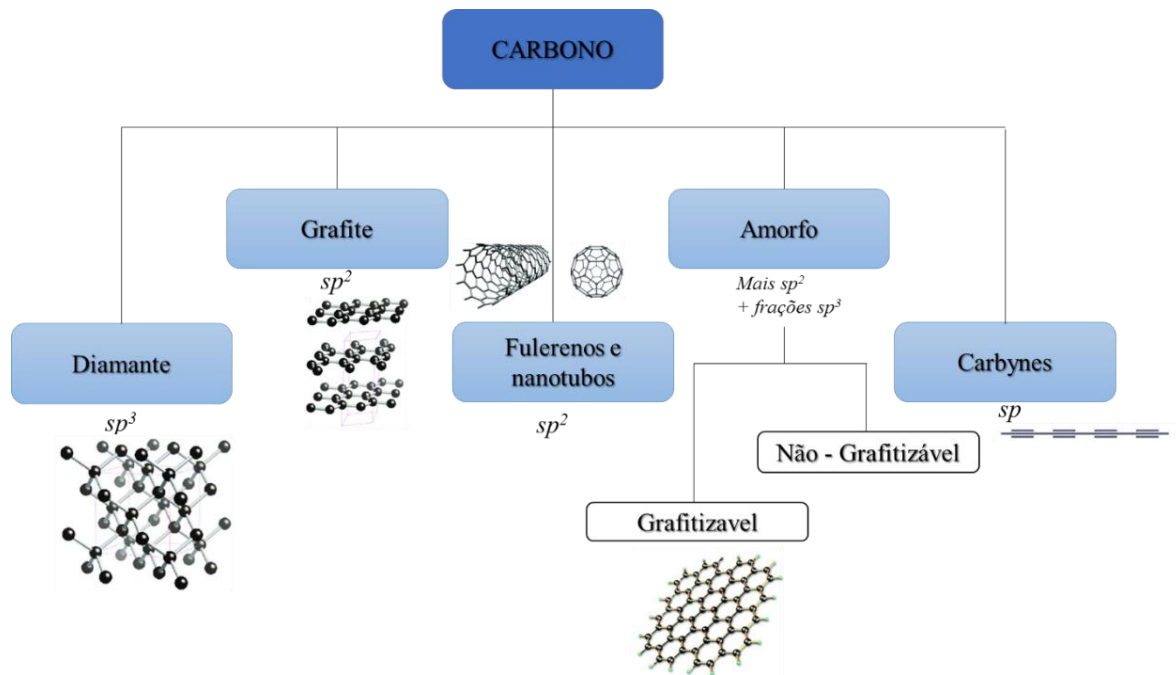 CARBONO
Grafite
sp²
Amorfo
Mais sp²
+ frações sp³
Diamante
sp³
Fulerenos e
nanotubos
sp²
Carbynes
sp
Não - Grafitizável
Grafitizavel